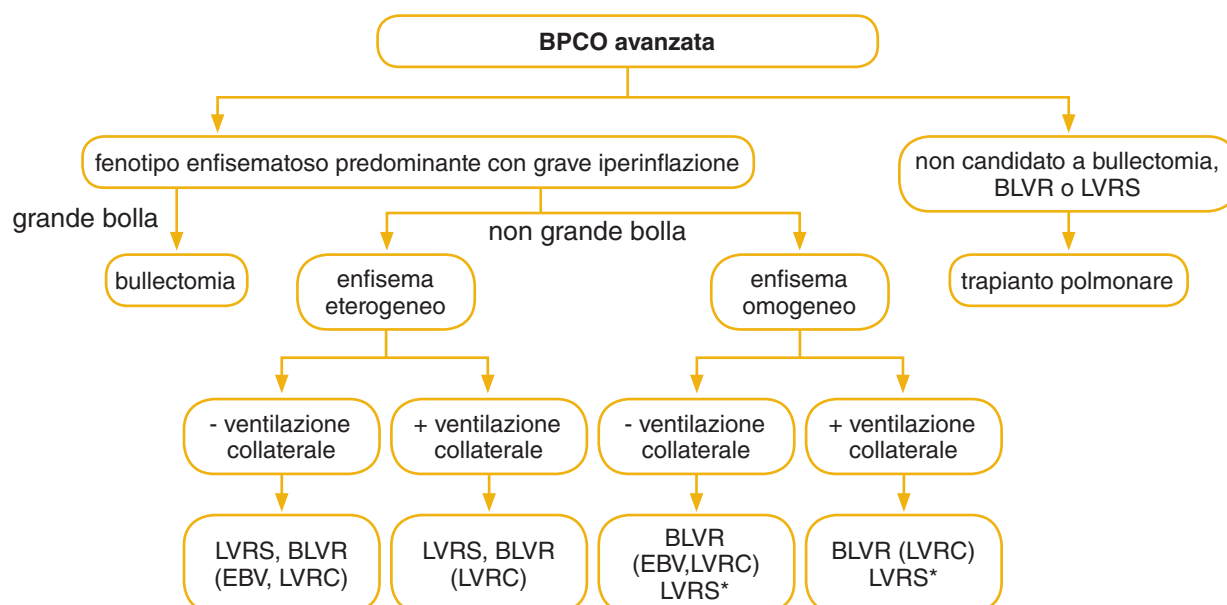 BPCO avanzata
fenotipo enfisematoso predominante con grave iperinflazione
non candidato a bullectomia,
BLVR o LVRS
grande bolla
non grande bolla
bullectomia
enfisema
eterogeneo
enfisema
omogeneo
trapianto polmonare
- ventilazione
collaterale
+ ventilazione
collaterale
- ventilazione
collaterale
+ ventilazione
collaterale
LVRS, BLVR
(EBV, LVRC)
LVRS, BLVR
(LVRC)
BLVR
(EBV,LVRC)
LVRS*
BLVR (LVRC)
LVRS*